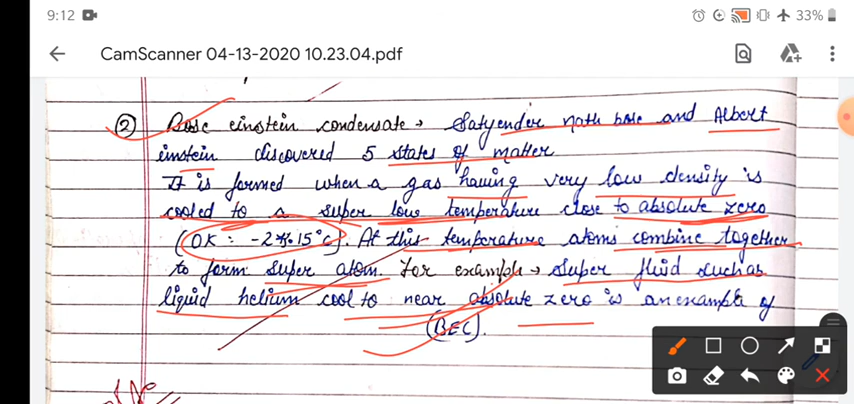 9:12
33%
CamScanner 04-13-2020 10.23.04.pdf
② Bose einstein condensate → Satyender nath bose and Albert
einstein discovered 5 states of matter.
It is formed when a gas having very low density is
cooled to a super low temperature close to absolute zero
(OK = -273.15°C). At this temperature atoms combine together
to form super atom. For example → Super fluid such as
liquid helium cool to near absolute zero is an example of
(BEC).